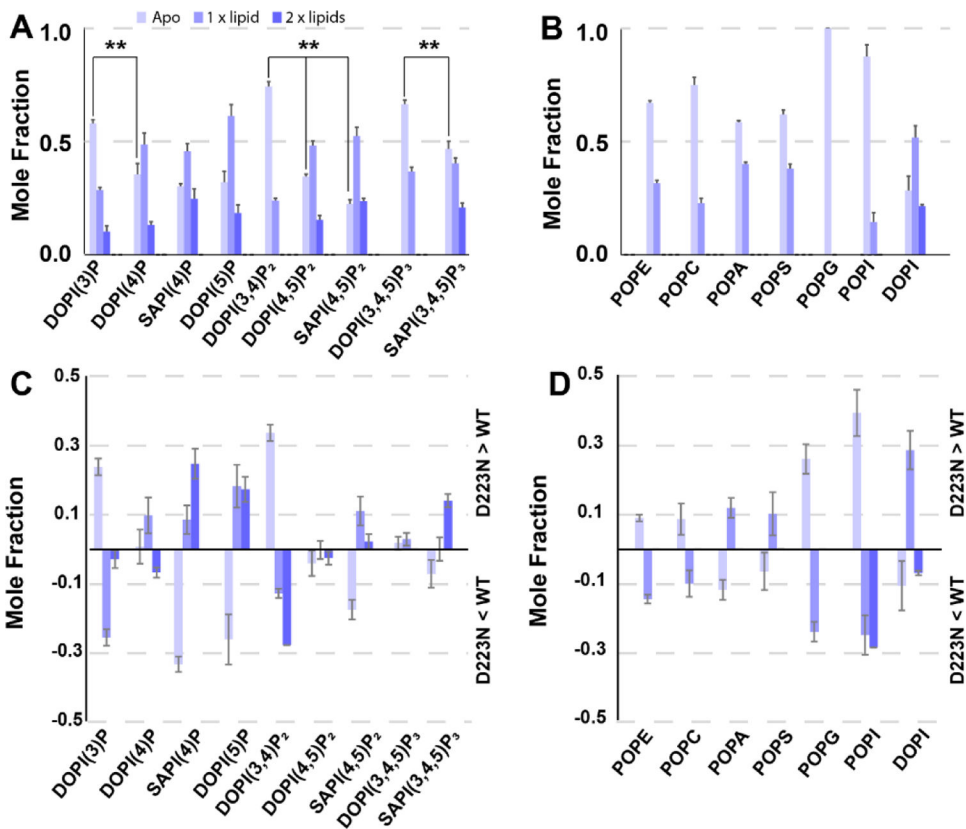 A
Apo
1 x lipid
2 x lipids
**
**
**
Mole Fraction
1.0
0.5
0.0
DOPI(3)P
DOPI(4)P
SAPI(4)P
DOPI(5)P
DOPI(3,4)P₂
DOPI(4,5)P₂
SAPI(4,5)P₂
DOPI(3,4,5)P₃
SAPI(3,4,5)P₃
B
Mole Fraction
1.0
0.5
0.0
POPE
POPC
POPA
POPS
POPG
POPI
DOPI
C
Mole Fraction
0.5
0.3
0.1
-0.1
-0.3
-0.5
D223N > WT
D223N < WT
DOPI(3)P
DOPI(4)P
SAPI(4)P
DOPI(5)P
DOPI(3,4)P₂
DOPI(4,5)P₂
SAPI(4,5)P₂
DOPI(3,4,5)P₃
SAPI(3,4,5)P₃
D
Mole Fraction
0.5
0.3
0.1
-0.1
-0.3
-0.5
D223N > WT
D223N < WT
POPE
POPC
POPA
POPS
POPG
POPI
DOPI